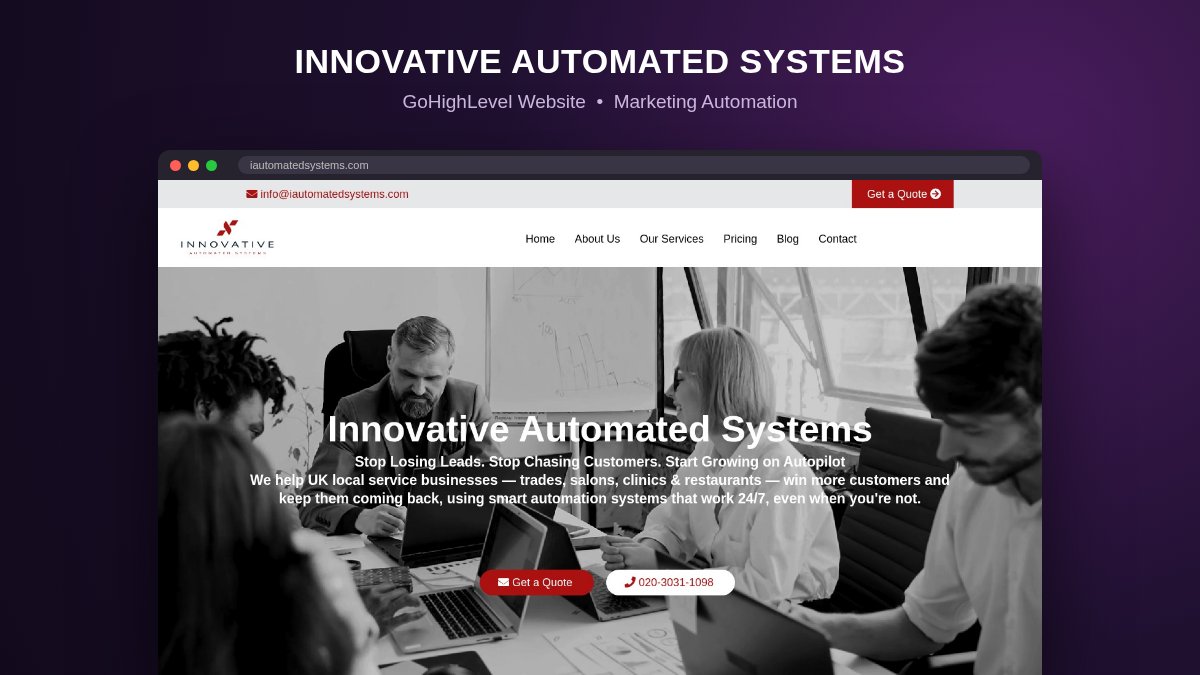 INNOVATIVE AUTOMATED SYSTEMS
GoHighLevel Website • Marketing Automation
iautomatedsystems.com
info@iautomatedsystems.com
Get a Quote
INNOVATIVE
AUTOMATED SYSTEMS
Home About Us Our Services Pricing Blog Contact
Innovative Automated Systems
Stop Losing Leads. Stop Chasing Customers. Start Growing on Autopilot
We help UK local service businesses — trades, salons, clinics & restaurants — win more customers and
keep them coming back, using smart automation systems that work 24/7, even when you're not.
Get a Quote
020-3031-1098